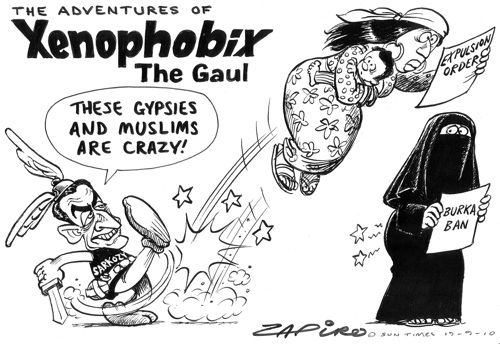 THE ADVENTURES OF
Xenophobix
The Gaul
THESE GYPSIES
AND MUSLIMS
ARE CRAZY!
EXPULSION
ORDER
SARKOZY
BURKA
BAN
ZAPIRO © SUN TIMES 19-9-10